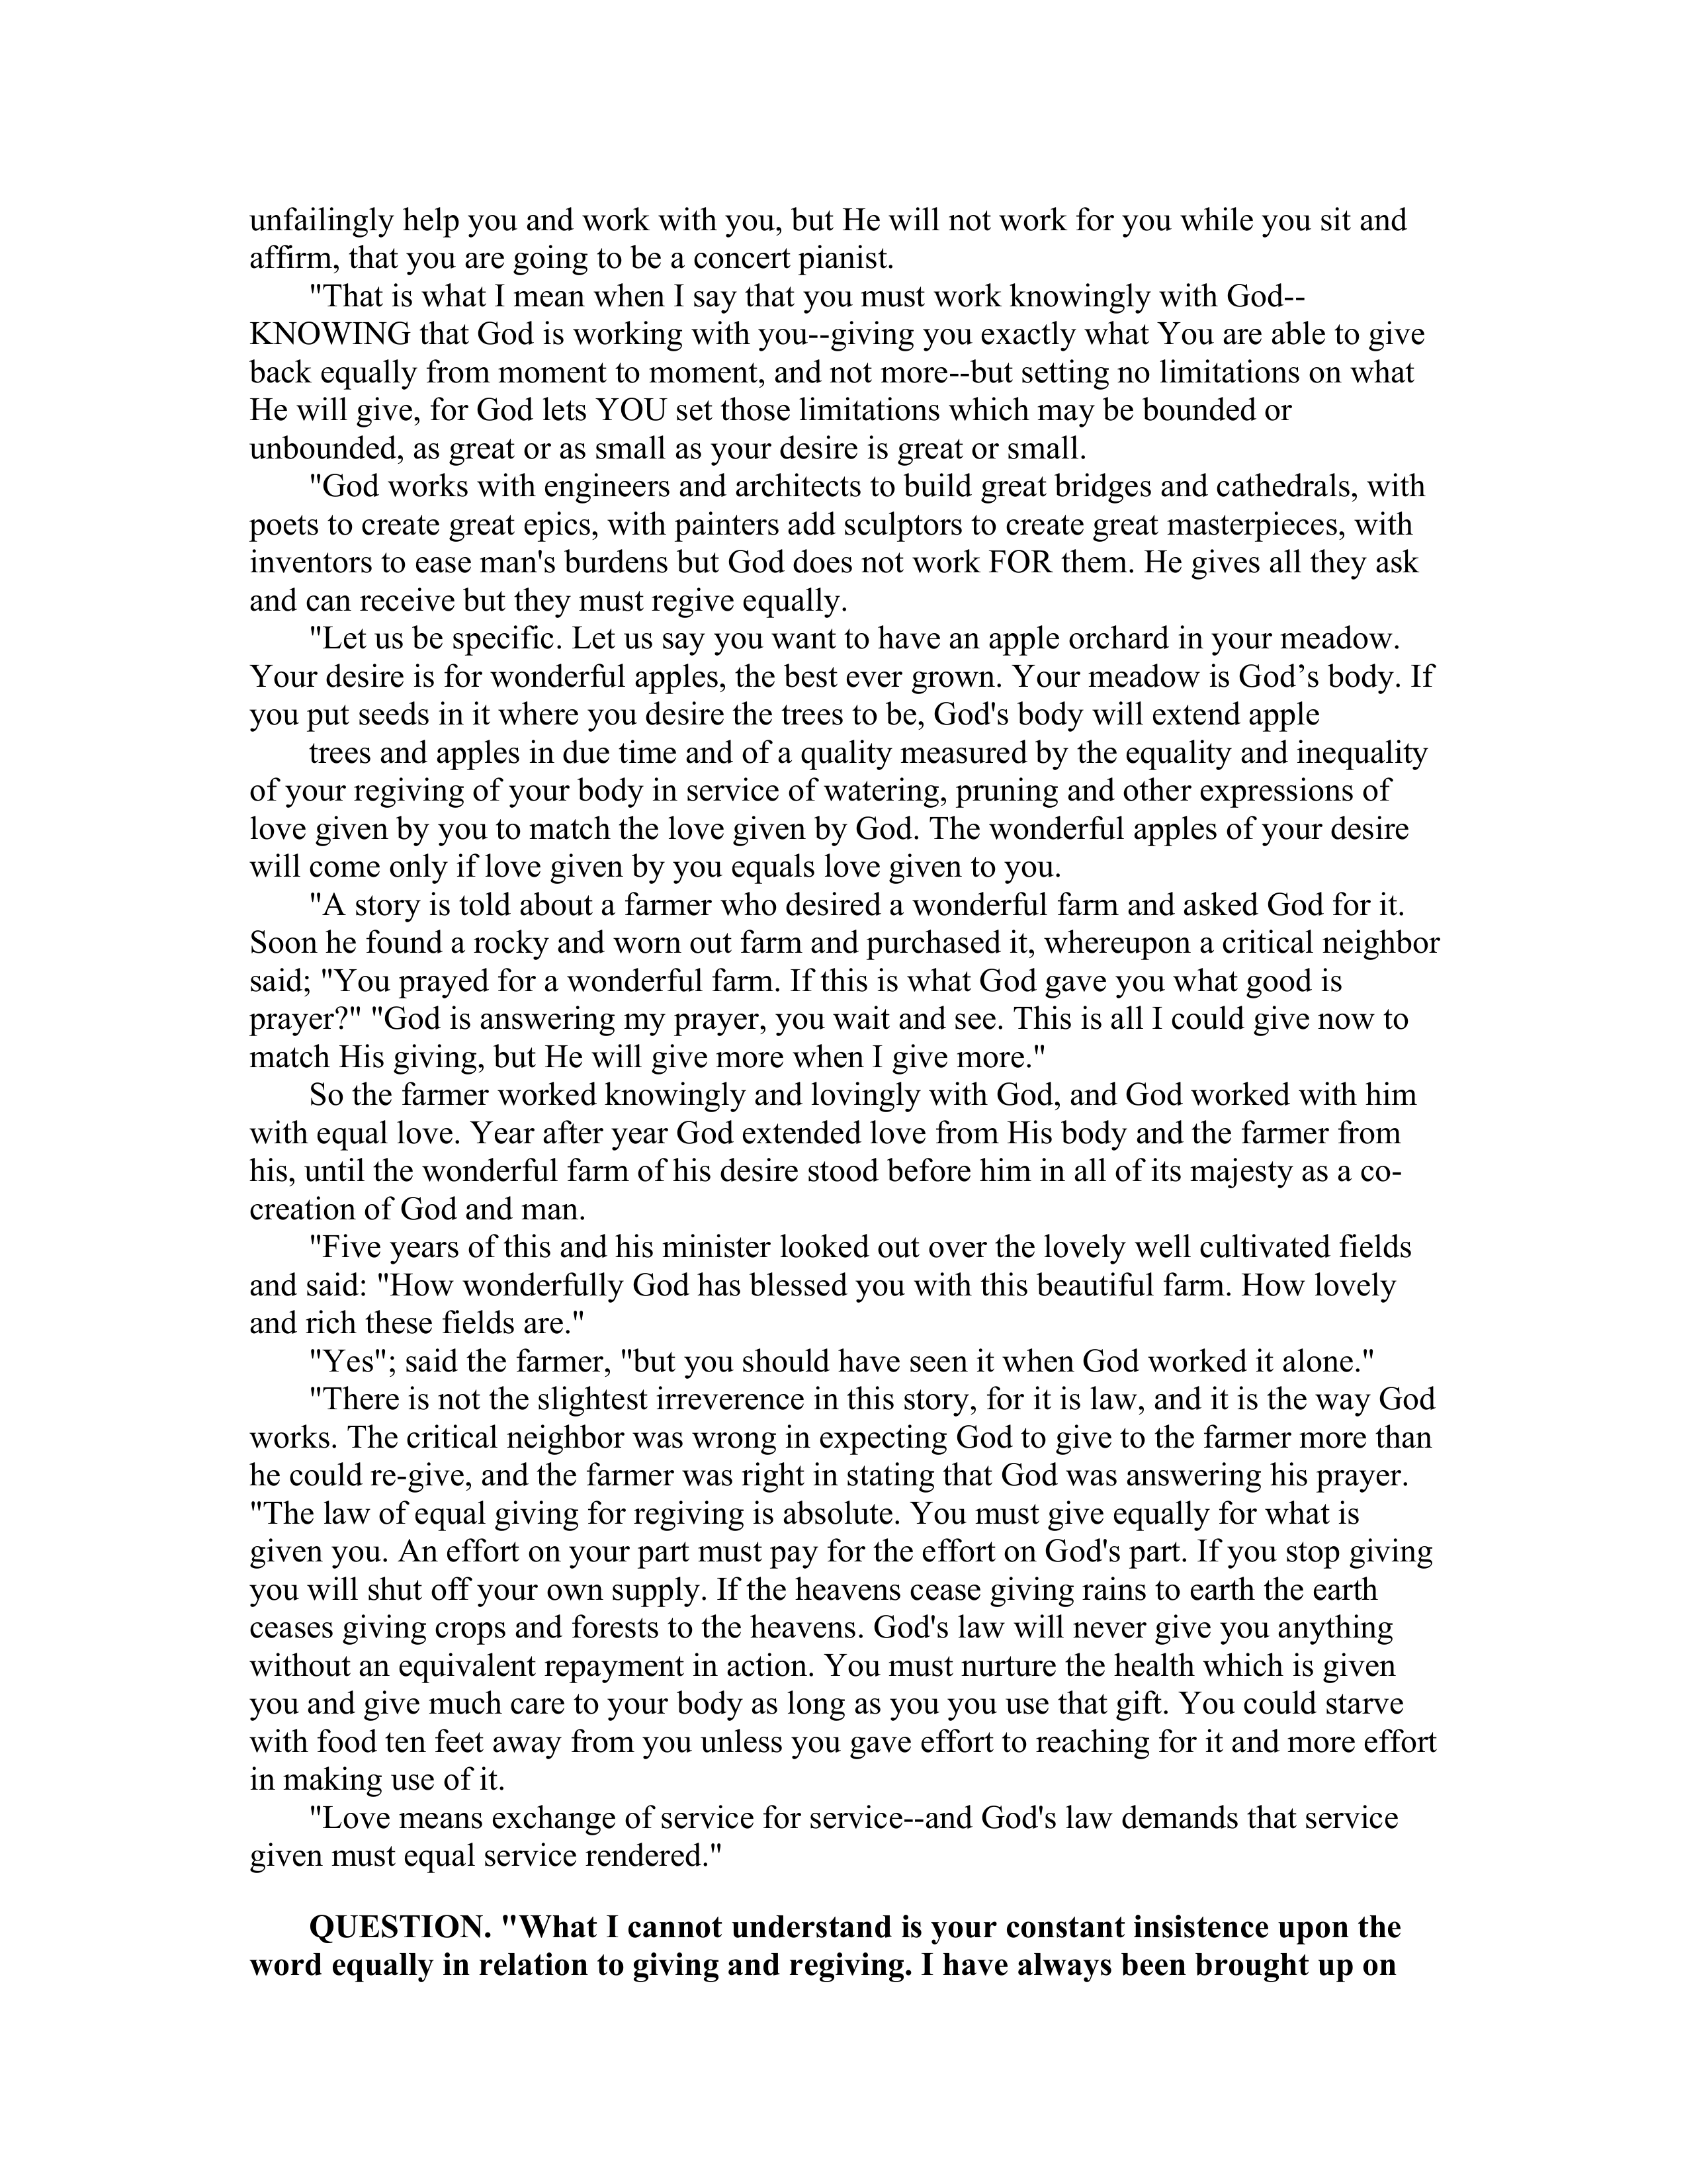 unfailingly help you and work with you, but He will not work for you while you sit and
affirm, that you are going to be a concert pianist.
"That is what I mean when I say that you must work knowingly with God--
KNOWING that God is working with you--giving you exactly what You are able to give
back equally from moment to moment, and not more--but setting no limitations on what
He will give, for God lets YOU set those limitations which may be bounded or
unbounded, as great or as small as your desire is great or small.
"God works with engineers and architects to build great bridges and cathedrals, with
poets to create great epics, with painters add sculptors to create great masterpieces, with
inventors to ease man's burdens but God does not work FOR them. He gives all they ask
and can receive but they must regive equally.
"Let us be specific. Let us say you want to have an apple orchard in your meadow.
Your desire is for wonderful apples, the best ever grown. Your meadow is God’s body. If
you put seeds in it where you desire the trees to be, God's body will extend apple
trees and apples in due time and of a quality measured by the equality and inequality
of your regiving of your body in service of watering, pruning and other expressions of
love given by you to match the love given by God. The wonderful apples of your desire
will come only if love given by you equals love given to you.
"A story is told about a farmer who desired a wonderful farm and asked God for it.
Soon he found a rocky and worn out farm and purchased it, whereupon a critical neighbor
said; "You prayed for a wonderful farm. If this is what God gave you what good is
prayer?" "God is answering my prayer, you wait and see. This is all I could give now to
match His giving, but He will give more when I give more."
So the farmer worked knowingly and lovingly with God, and God worked with him
with equal love. Year after year God extended love from His body and the farmer from
his, until the wonderful farm of his desire stood before him in all of its majesty as a co-
creation of God and man.
"Five years of this and his minister looked out over the lovely well cultivated fields
and said: "How wonderfully God has blessed you with this beautiful farm. How lovely
and rich these fields are."
"Yes"; said the farmer, "but you should have seen it when God worked it alone."
"There is not the slightest irreverence in this story, for it is law, and it is the way God
works. The critical neighbor was wrong in expecting God to give to the farmer more than
he could re-give, and the farmer was right in stating that God was answering his prayer.
"The law of equal giving for regiving is absolute. You must give equally for what is
given you. An effort on your part must pay for the effort on God's part. If you stop giving
you will shut off your own supply. If the heavens cease giving rains to earth the earth
ceases giving crops and forests to the heavens. God's law will never give you anything
without an equivalent repayment in action. You must nurture the health which is given
you and give much care to your body as long as you you use that gift. You could starve
with food ten feet away from you unless you gave effort to reaching for it and more effort
in making use of it.
"Love means exchange of service for service--and God's law demands that service
given must equal service rendered."
QUESTION. "What I cannot understand is your constant insistence upon the
word equally in relation to giving and regiving. I have always been brought up on